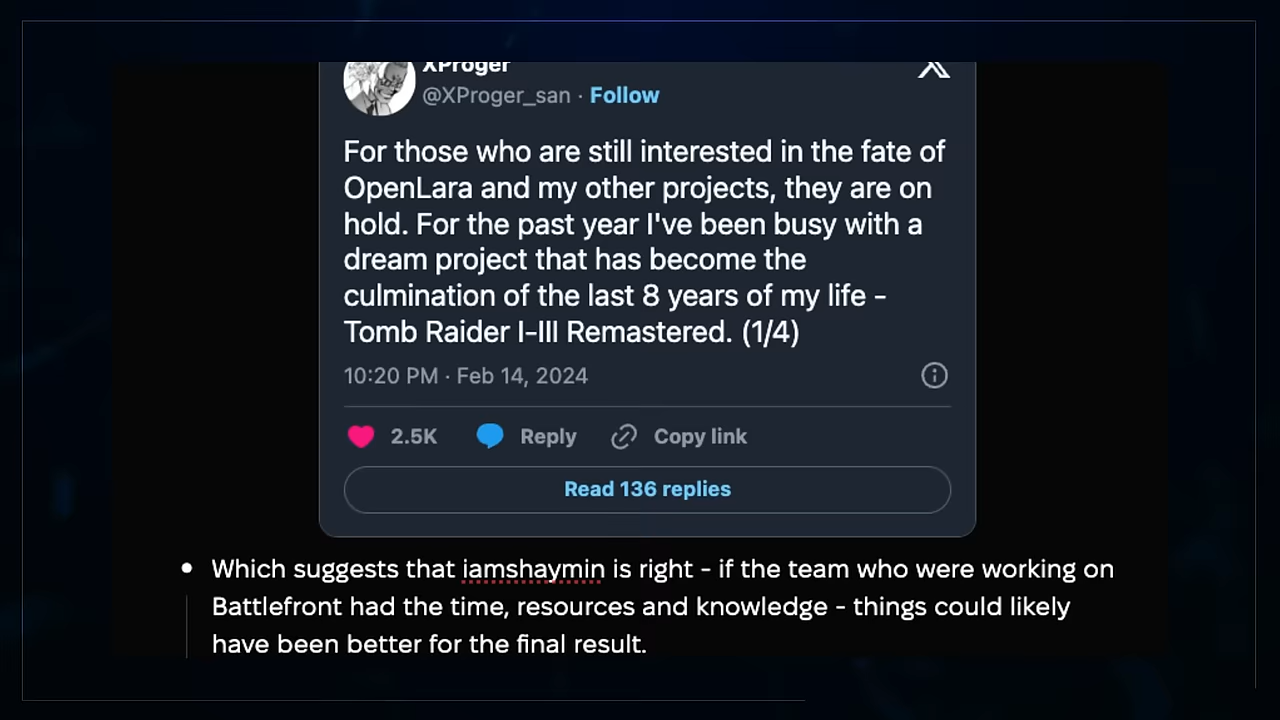 XProger
@XProger_san · Follow
For those who are still interested in the fate of
OpenLara and my other projects, they are on
hold. For the past year I've been busy with a
dream project that has become the
culmination of the last 8 years of my life -
Tomb Raider I-III Remastered. (1/4)
10:20 PM · Feb 14, 2024
2.5K Reply Copy link
Read 136 replies
• Which suggests that iamshaymin is right - if the team who were working on
Battlefront had the time, resources and knowledge - things could likely
have been better for the final result.